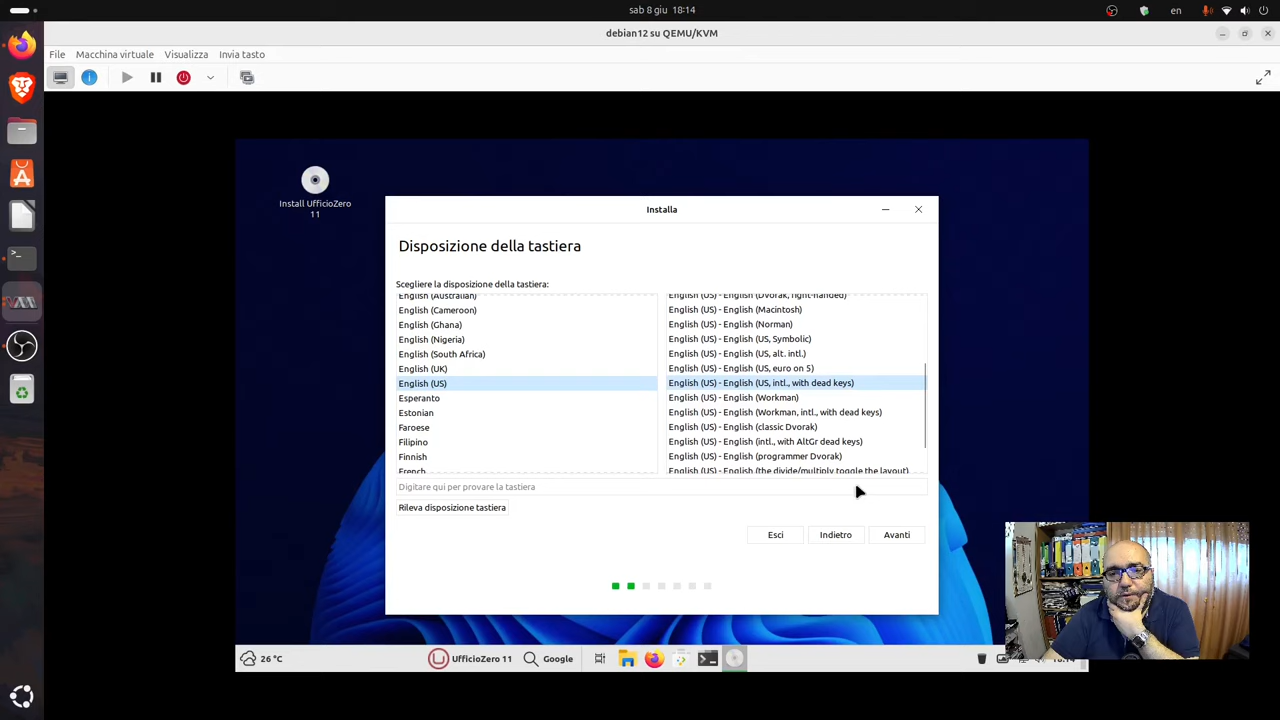 sab 8 giu 18:14
en
debian12 su QEMU/KVM
File Macchina virtuale Visualizza Invia tasto
Install UfficioZero
11
Installa
Disposizione della tastiera
Scegliere la disposizione della tastiera:
English (Australian)
English (Cameroon)
English (Ghana)
English (Nigeria)
English (South Africa)
English (UK)
English (US)
Esperanto
Estonian
Faroese
Filipino
Finnish
French
English (US) - English (Dvorak, right-handed)
English (US) - English (Macintosh)
English (US) - English (Norman)
English (US) - English (US, Symbolic)
English (US) - English (US, alt. intl.)
English (US) - English (US, euro on 5)
English (US) - English (US, intl., with dead keys)
English (US) - English (Workman)
English (US) - English (Workman, intl., with dead keys)
English (US) - English (classic Dvorak)
English (US) - English (intl., with AltGr dead keys)
English (US) - English (programmer Dvorak)
English (US) - English (the divide/multiply toggle the layout)
Digitare qui per provare la tastiera
Rileva disposizione tastiera
Esci Indietro Avanti
26 °C UfficioZero 11 Google